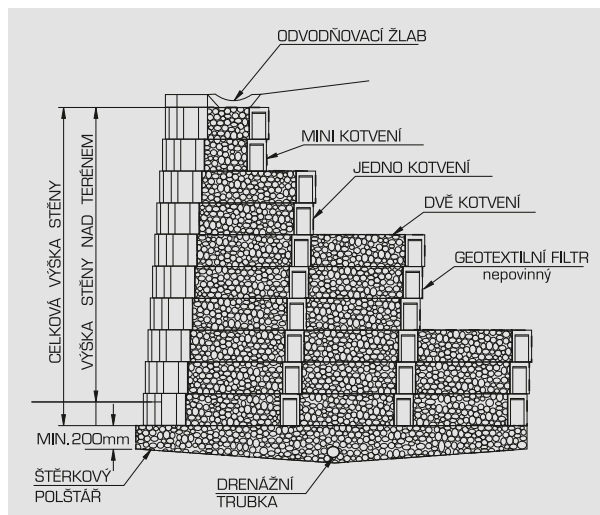 ODVODŇOVACÍ ŽLAB
MINI KOTVENÍ
JEDNO KOTVENÍ
DVĚ KOTVENÍ
GEOTEXTILNÍ FILTR
nepovinný
CELKOVÁ VÝŠKA STĚNY
VÝŠKA STĚNY NAD TERÉNEM
MIN. 200mm
ŠTĚRKOVÝ
POLŠTÁŘ
DRENÁŽNÍ
TRUBKA